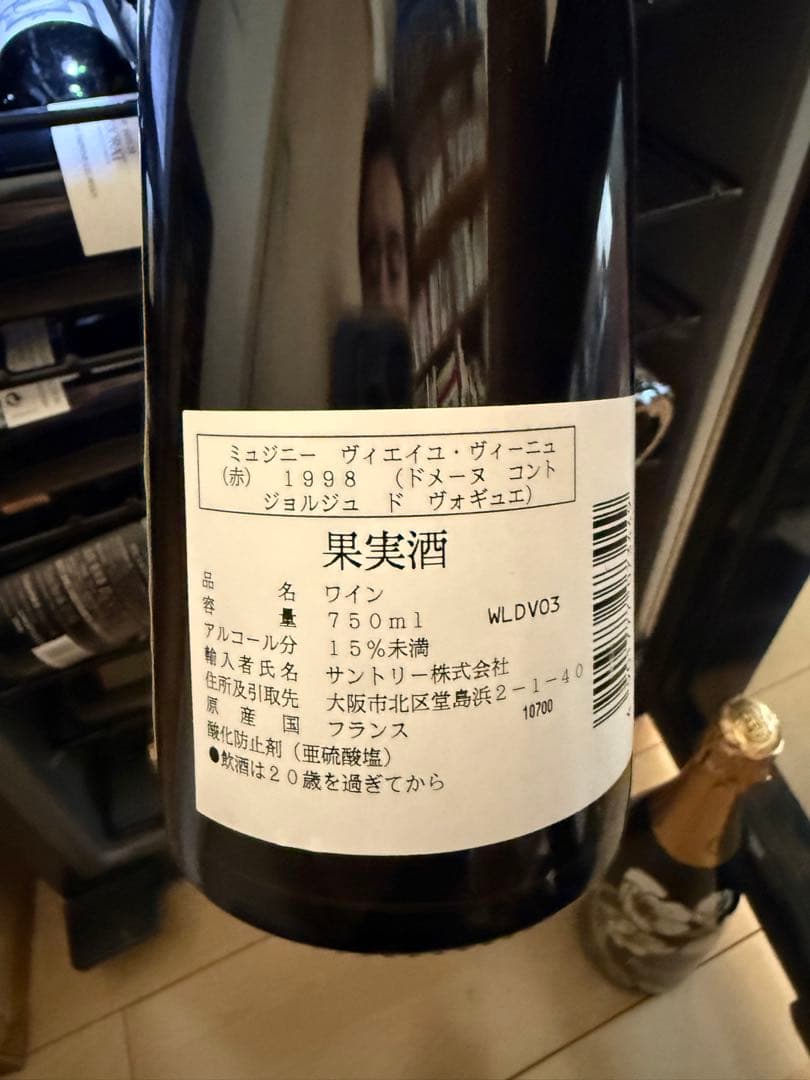 ミュジニー　ヴィエイユ・ヴィーニュ
（赤）　１９９８　（ドメーヌ　コント
ジョルジュ　ド　ヴォギュエ）
果実酒
品名　ワイン
容量　７５０ｍｌ　WLDV03
アルコール分　１５％未満
輸入者氏名　サントリー株式会社
住所及引取先　大阪市北区堂島浜２－１－４０
原産国　フランス　10700
酸化防止剤（亜硫酸塩）
●飲酒は２０歳を過ぎてから